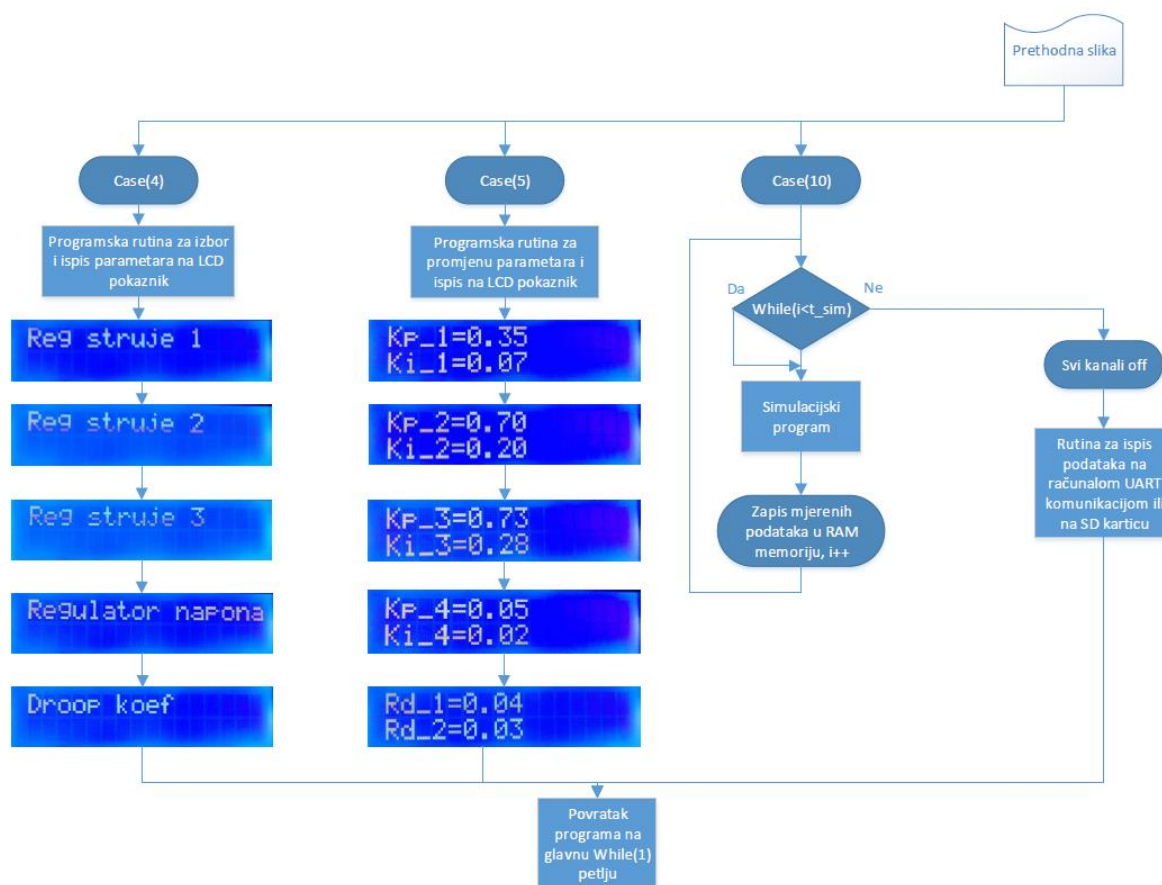 Prethodna slika
Case(4)
Programska rutina za izbor
i ispis parametara na LCD
pokaznik
Reg struje 1
Reg struje 2
Reg struje 3
Regulator napona
Droop koef
Case(5)
Programska rutina za
promjenu parametara i
ispis na LCD pokaznik
Kp_1=0.35
Ki_1=0.07
Kp_2=0.70
Ki_2=0.20
Kp_3=0.73
Ki_3=0.28
Kp_4=0.05
Ki_4=0.02
Rd_1=0.04
Rd_2=0.03
Case(10)
Da
Ne
While(i<t_sim)
Simulacijski
program
Zapis mjerenih
podataka u RAM
memoriju, i++
Svi kanali off
Rutina za ispis
podataka na
računalom UART
komunikacijom ili
na SD karticu
Povratak
programa na
glavnu While(1)
petlju